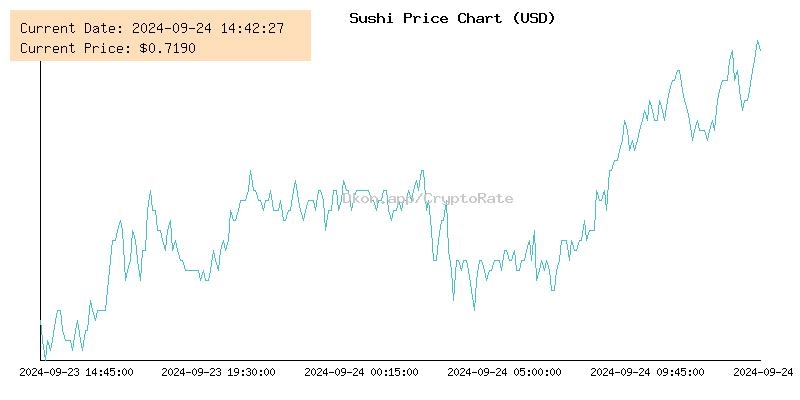 Sushi Price Chart (USD)
Current Date: 2024-09-24 14:42:27
Current Price: $0.7190
Dkon.app/CryptoRate
2024-09-23 14:45:00 2024-09-23 19:30:00 2024-09-24 00:15:00 2024-09-24 05:00:00 2024-09-24 09:45:00 2024-09-24